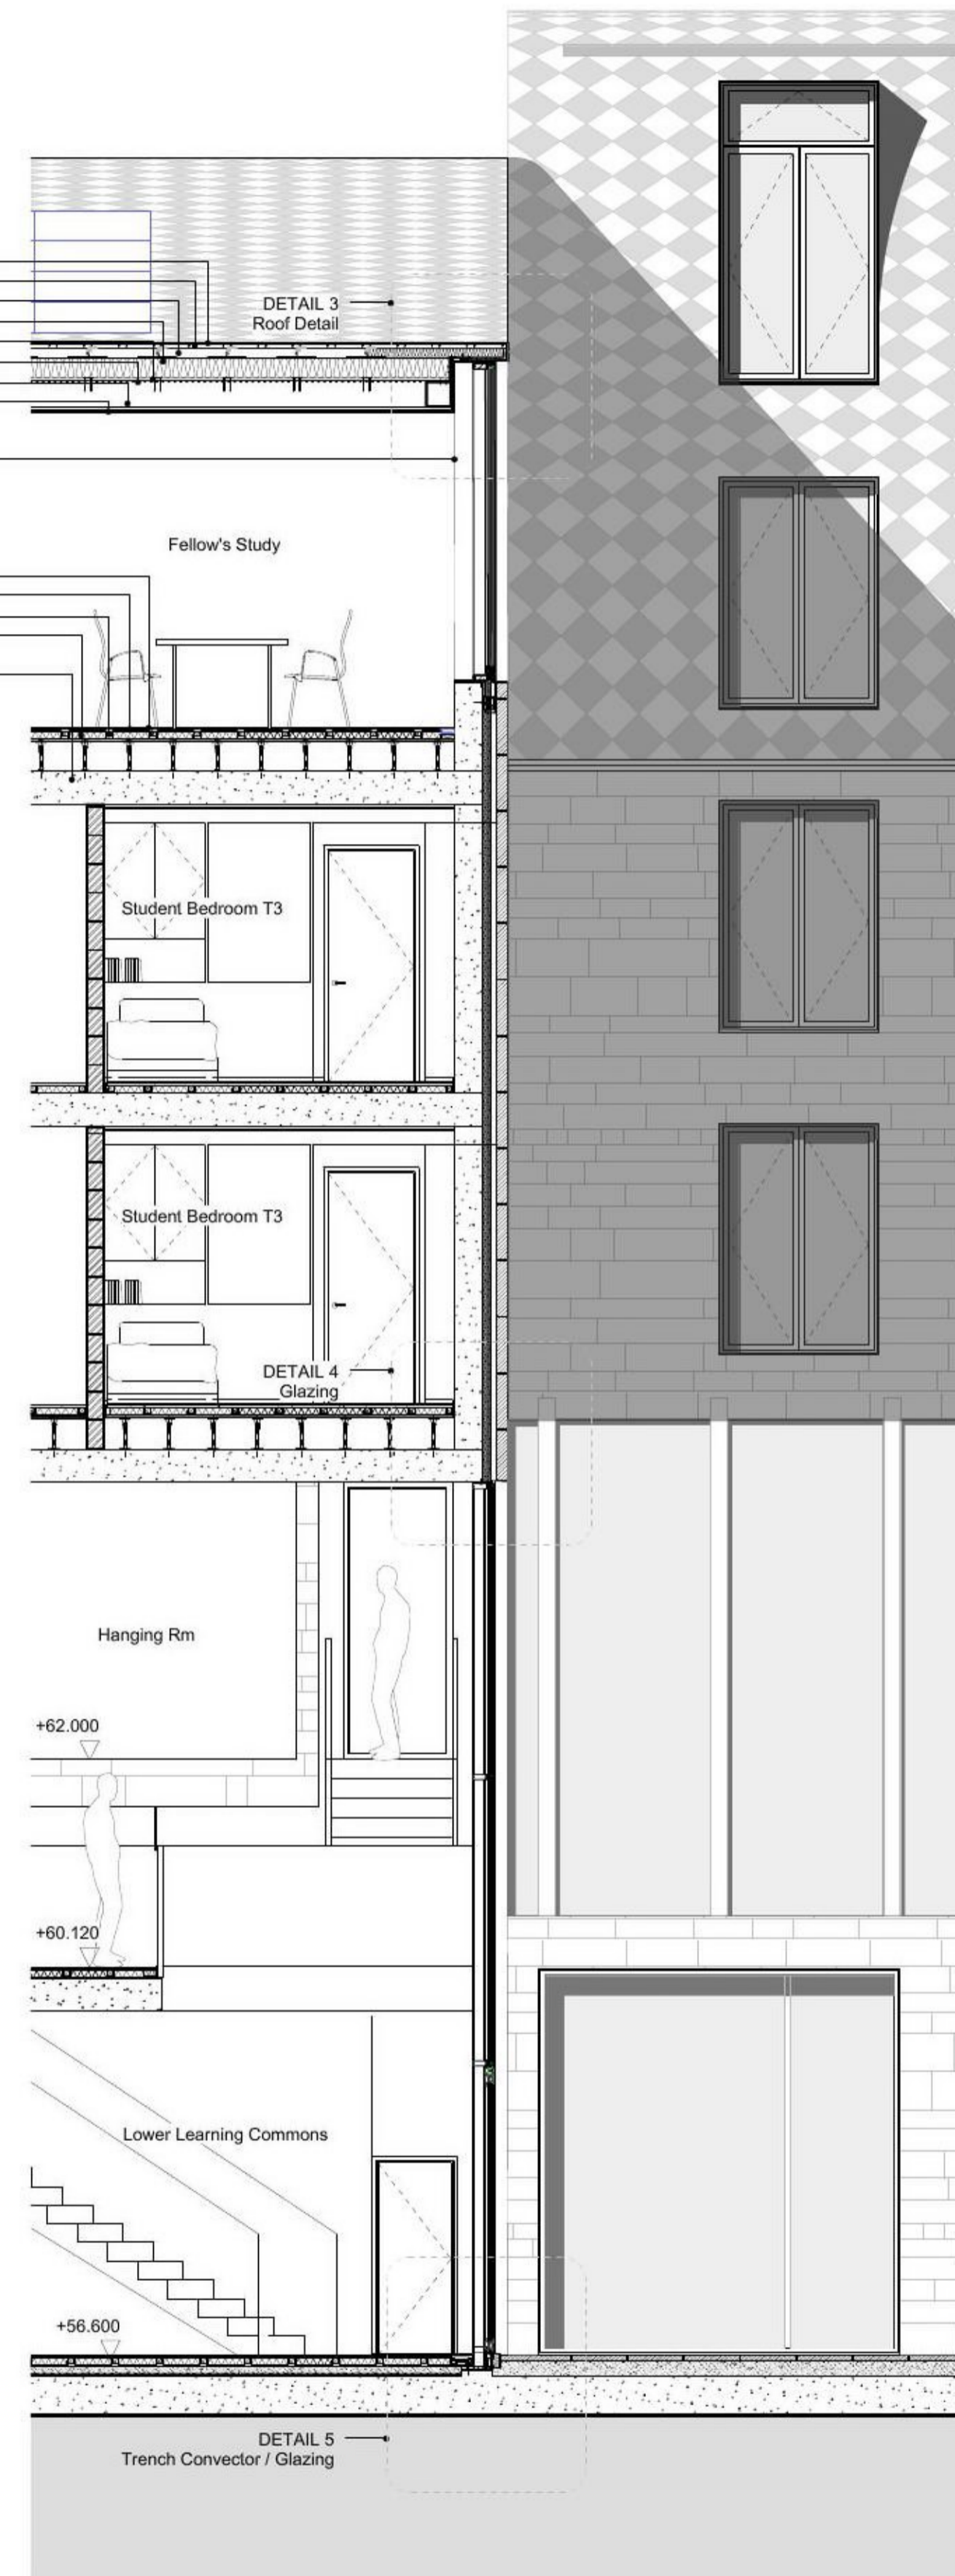 DETAIL 3
Roof Detail
Fellow's Study
Student Bedroom T3
Student Bedroom T3
DETAIL 4
Glazing
Hanging Rm
+62.000
+60.120
Lower Learning Commons
+56.600
DETAIL 5
Trench Convector / Glazing